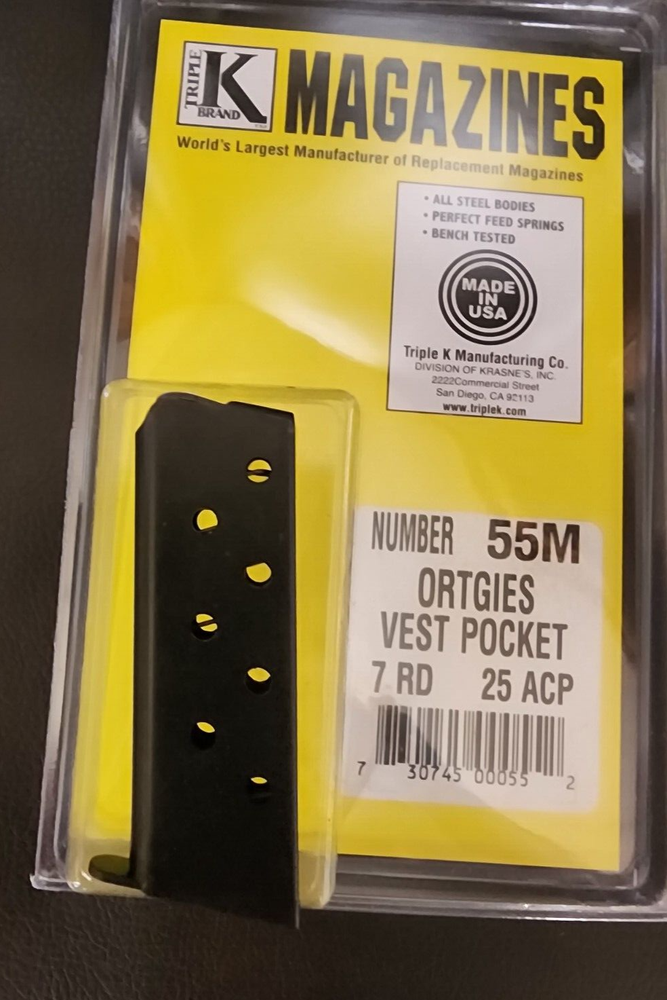 TRIPLE K BRAND
MAGAZINES
World's Largest Manufacturer of Replacement Magazines
• ALL STEEL BODIES
• PERFECT FEED SPRINGS
• BENCH TESTED
MADE
IN
USA
Triple K Manufacturing Co.
DIVISION OF KRASNE'S, INC.
2222Commercial Street
San Diego, CA 92113
www.triplek.com
NUMBER 55M
ORTGIES
VEST POCKET
7 RD 25 ACP
7 30745 00055 2